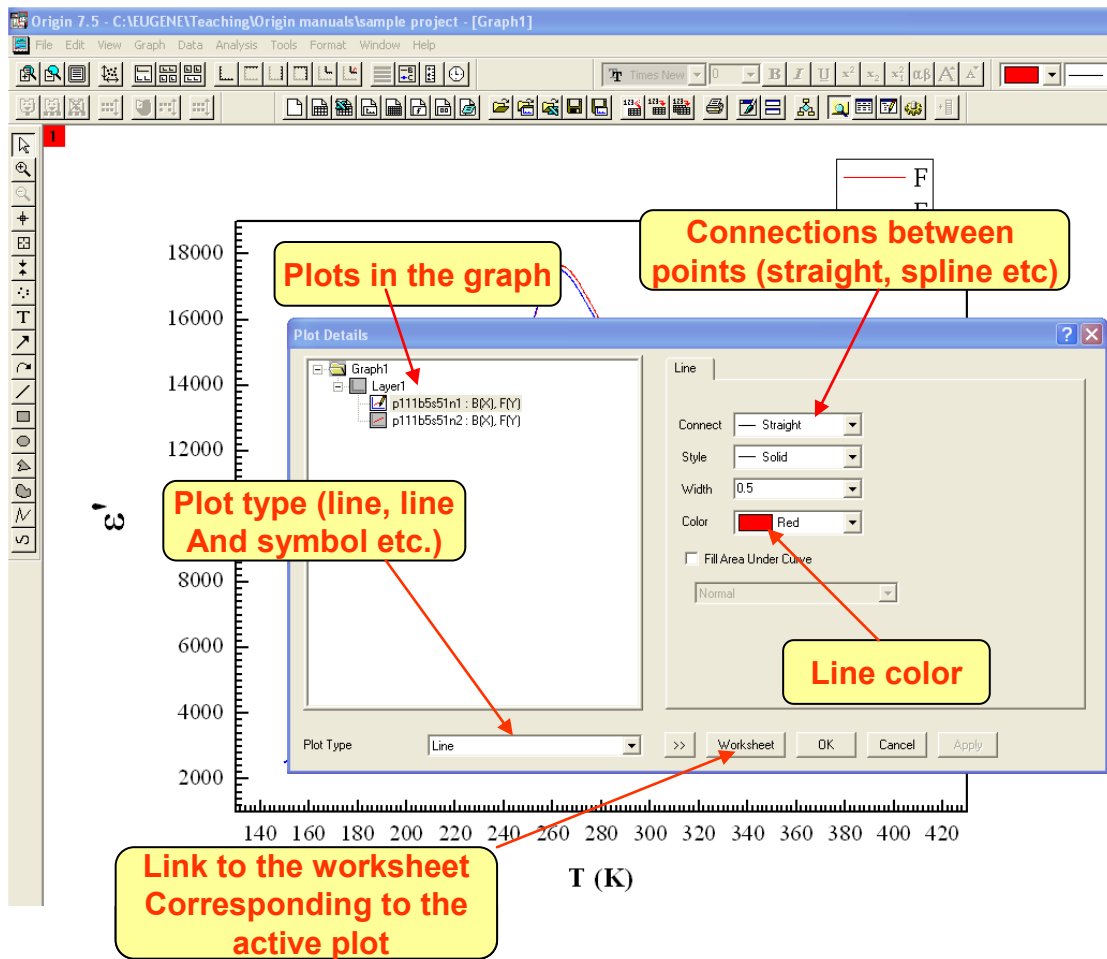 Origin 7.5 - C:\EUGENE\Teaching\Origin manuals\sample project - [Graph1]
File Edit View Graph Data Analysis Tools Format Window Help
Times New 0 B I U x² x₂ αβ A A
1
F
Connections between
points (straight, spline etc)
Plots in the graph
18000
16000
14000
12000
8000
6000
4000
2000
ε'
Plot Details
Graph1
Layer1
p111b5s51n1 : B(X), F(Y)
p111b5s51n2 : B(X), F(Y)
Line
Connect Straight
Style Solid
Width 0.5
Color Red
Fill Area Under Curve
Normal
Plot type (line, line
And symbol etc.)
Line color
Plot Type Line >> Worksheet OK Cancel Apply
140 160 180 200 220 240 260 280 300 320 340 360 380 400 420
T (K)
Link to the worksheet
Corresponding to the
active plot